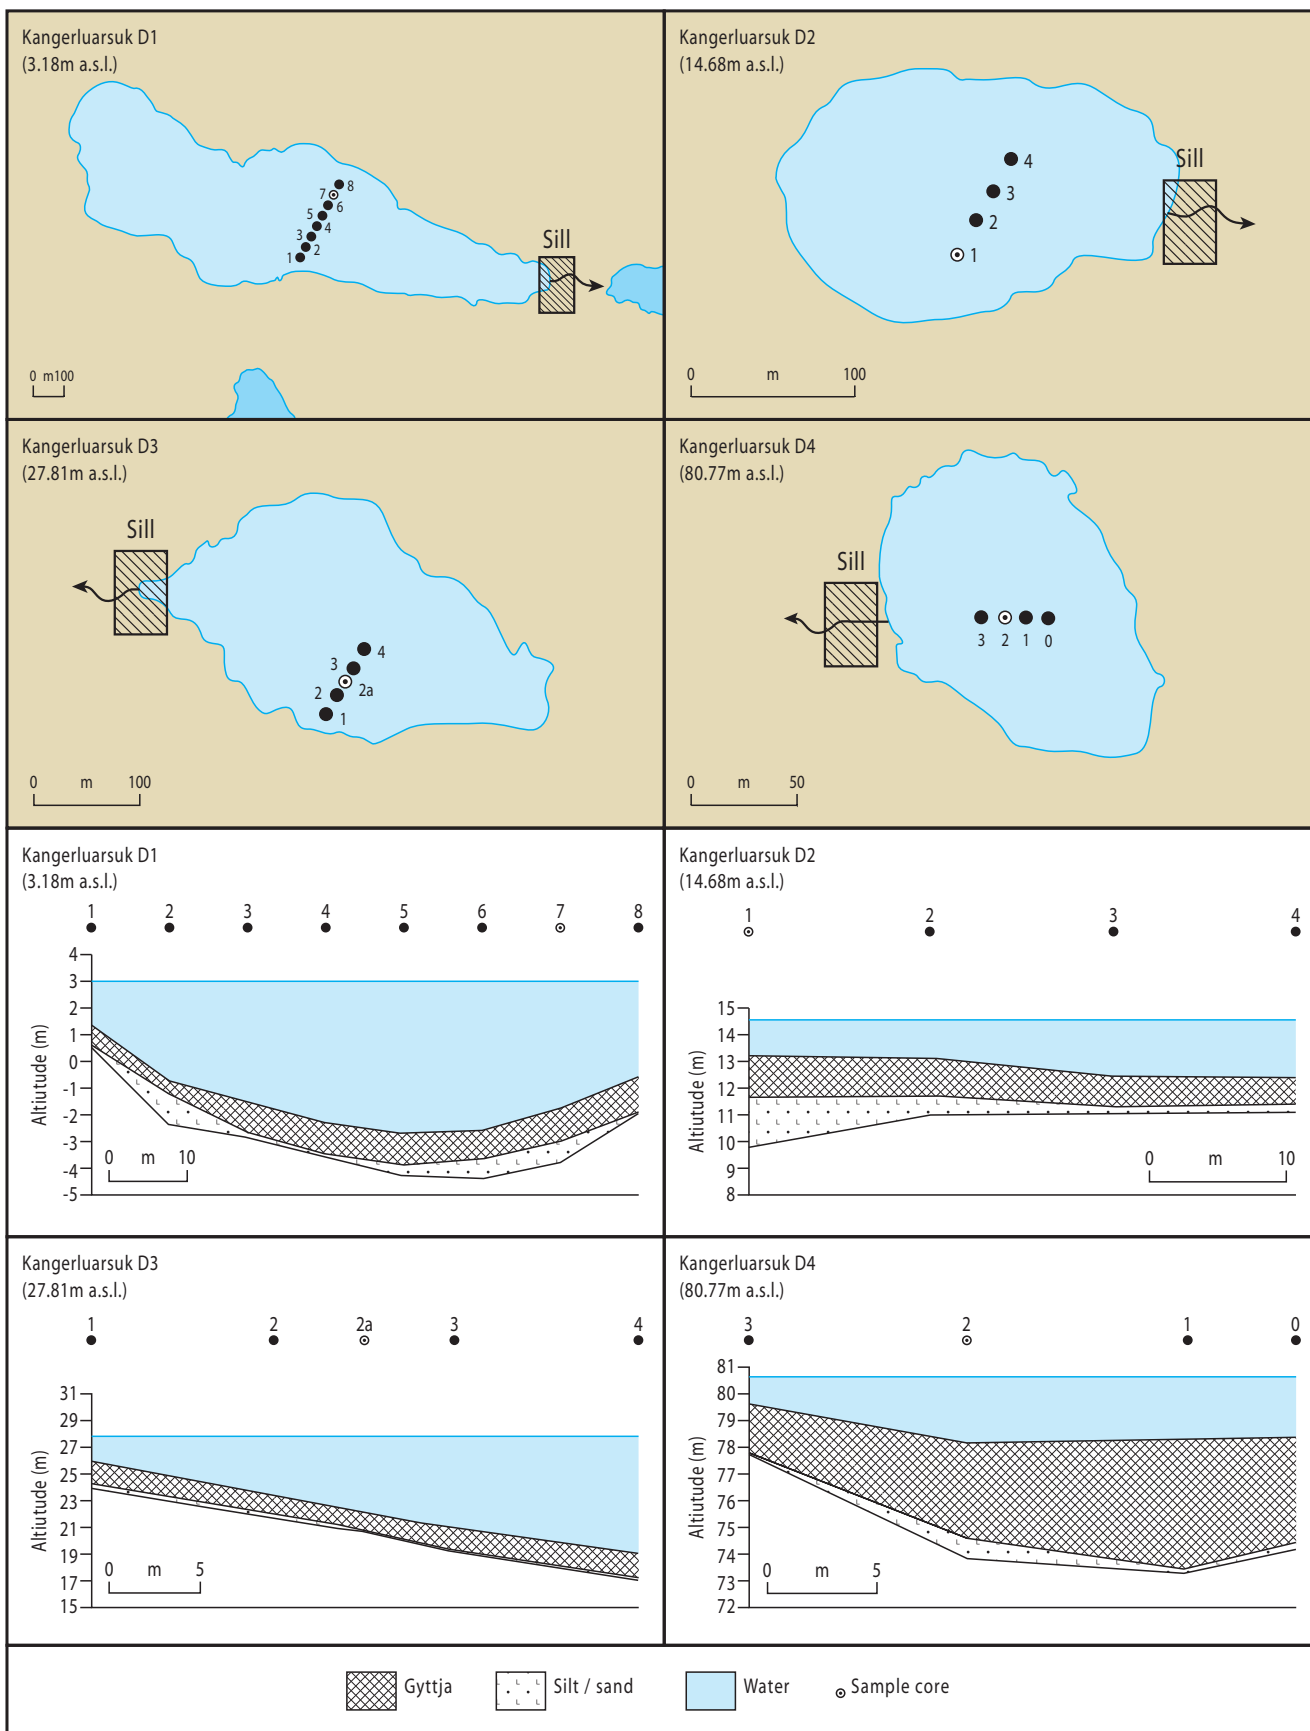 Kangerluarsuk D1
(3.18m a.s.l.)
8
7
6
5
4
3
2
1
Sill
0 m100
Kangerluarsuk D2
(14.68m a.s.l.)
Sill
4
3
2
1
0 m 100
Kangerluarsuk D3
(27.81m a.s.l.)
Sill
4
3
2a
2
1
0 m 100
Kangerluarsuk D4
(80.77m a.s.l.)
Sill
3 2 1 0
0 m 50
Kangerluarsuk D1
(3.18m a.s.l.)
1 2 3 4 5 6 7 8
4
3
2
1
0
-1
-2
-3
-4
-5
Altiutude (m)
0 m 10
Kangerluarsuk D2
(14.68m a.s.l.)
1 2 3 4
15
14
13
12
11
10
9
8
Altiutude (m)
0 m 10
Kangerluarsuk D3
(27.81m a.s.l.)
1 2 2a 3 4
31
29
27
25
23
21
19
17
15
Altiutude (m)
0 m 5
Kangerluarsuk D4
(80.77m a.s.l.)
3 2 1 0
81
80
79
78
77
76
75
74
73
72
Altiutude (m)
0 m 5
Gyttja Silt / sand Water Sample core